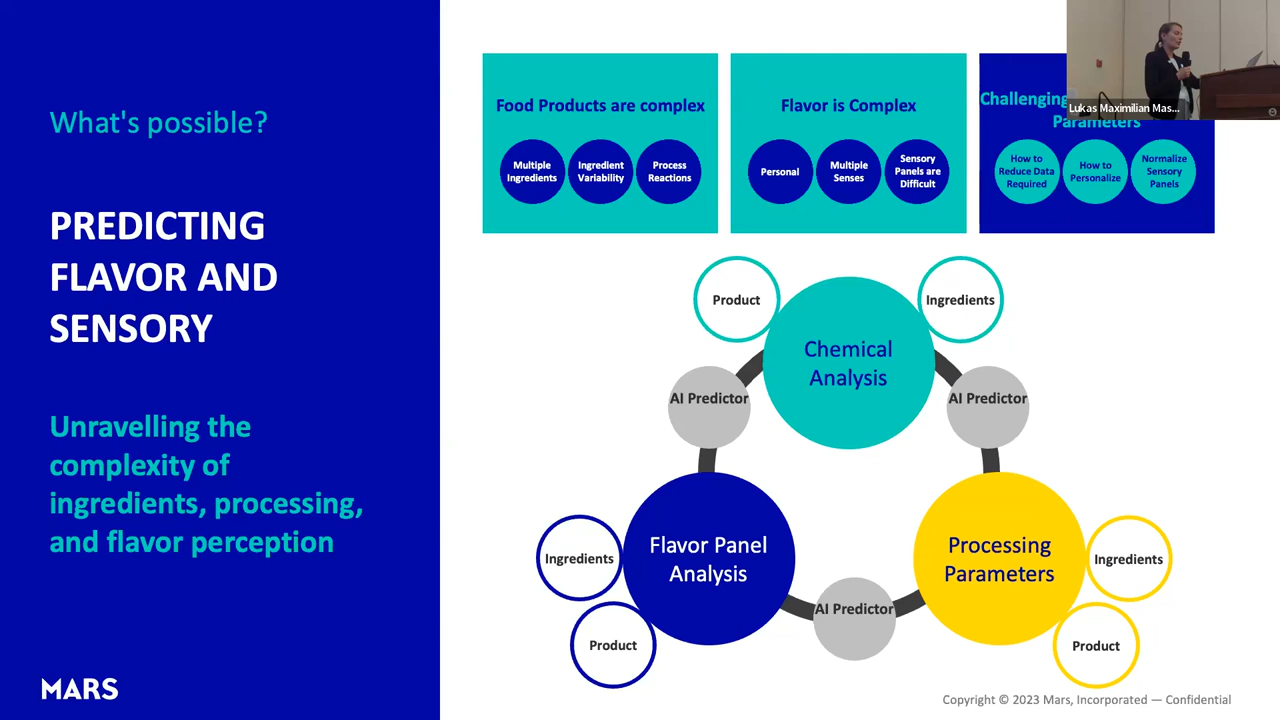 What's possible?
PREDICTING
FLAVOR AND
SENSORY
Unravelling the
complexity of
ingredients, processing,
and flavor perception
MARS
Food Products are complex
Multiple
Ingredients
Ingredient
Variability
Process
Reactions
Flavor is Complex
Personal
Multiple
Senses
Sensory
Panels are
Difficult
Challenging
Parameters
How to
Reduce Data
Required
How to
Personalize
Normalize
Sensory
Panels
Lukas Maximilian Mas...
Product
Chemical
Analysis
Ingredients
AI Predictor
AI Predictor
Ingredients
Flavor Panel
Analysis
Product
AI Predictor
Processing
Parameters
Ingredients
Product
Copyright © 2023 Mars, Incorporated — Confidential